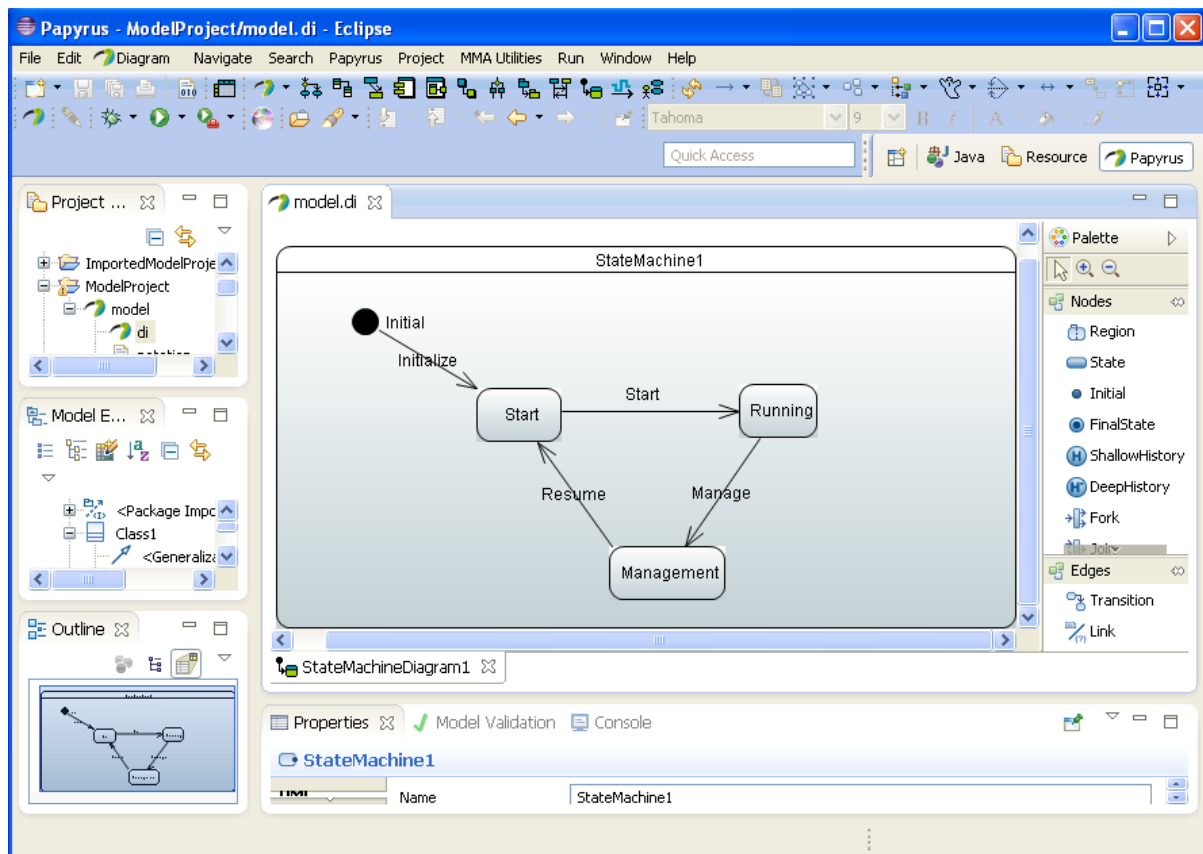 Papyrus - ModelProject/model.di - Eclipse
File Edit Diagram Navigate Search Papyrus Project MMA Utilities Run Window Help
010
Tahoma 9 B I A
Quick Access
Java Resource Papyrus
Project ...
ImportedModelProje
ModelProject
model
di
Model E...
<Package Impc
Class1
<Generaliza
Outline
model.di
StateMachine1
Initial
Initialize
Start
Start
Running
Resume
Manage
Management
StateMachineDiagram1
Palette
Nodes
Region
State
Initial
FinalState
ShallowHistory
DeepHistory
Fork
Edges
Transition
Link
Properties Model Validation Console
StateMachine1
Name StateMachine1